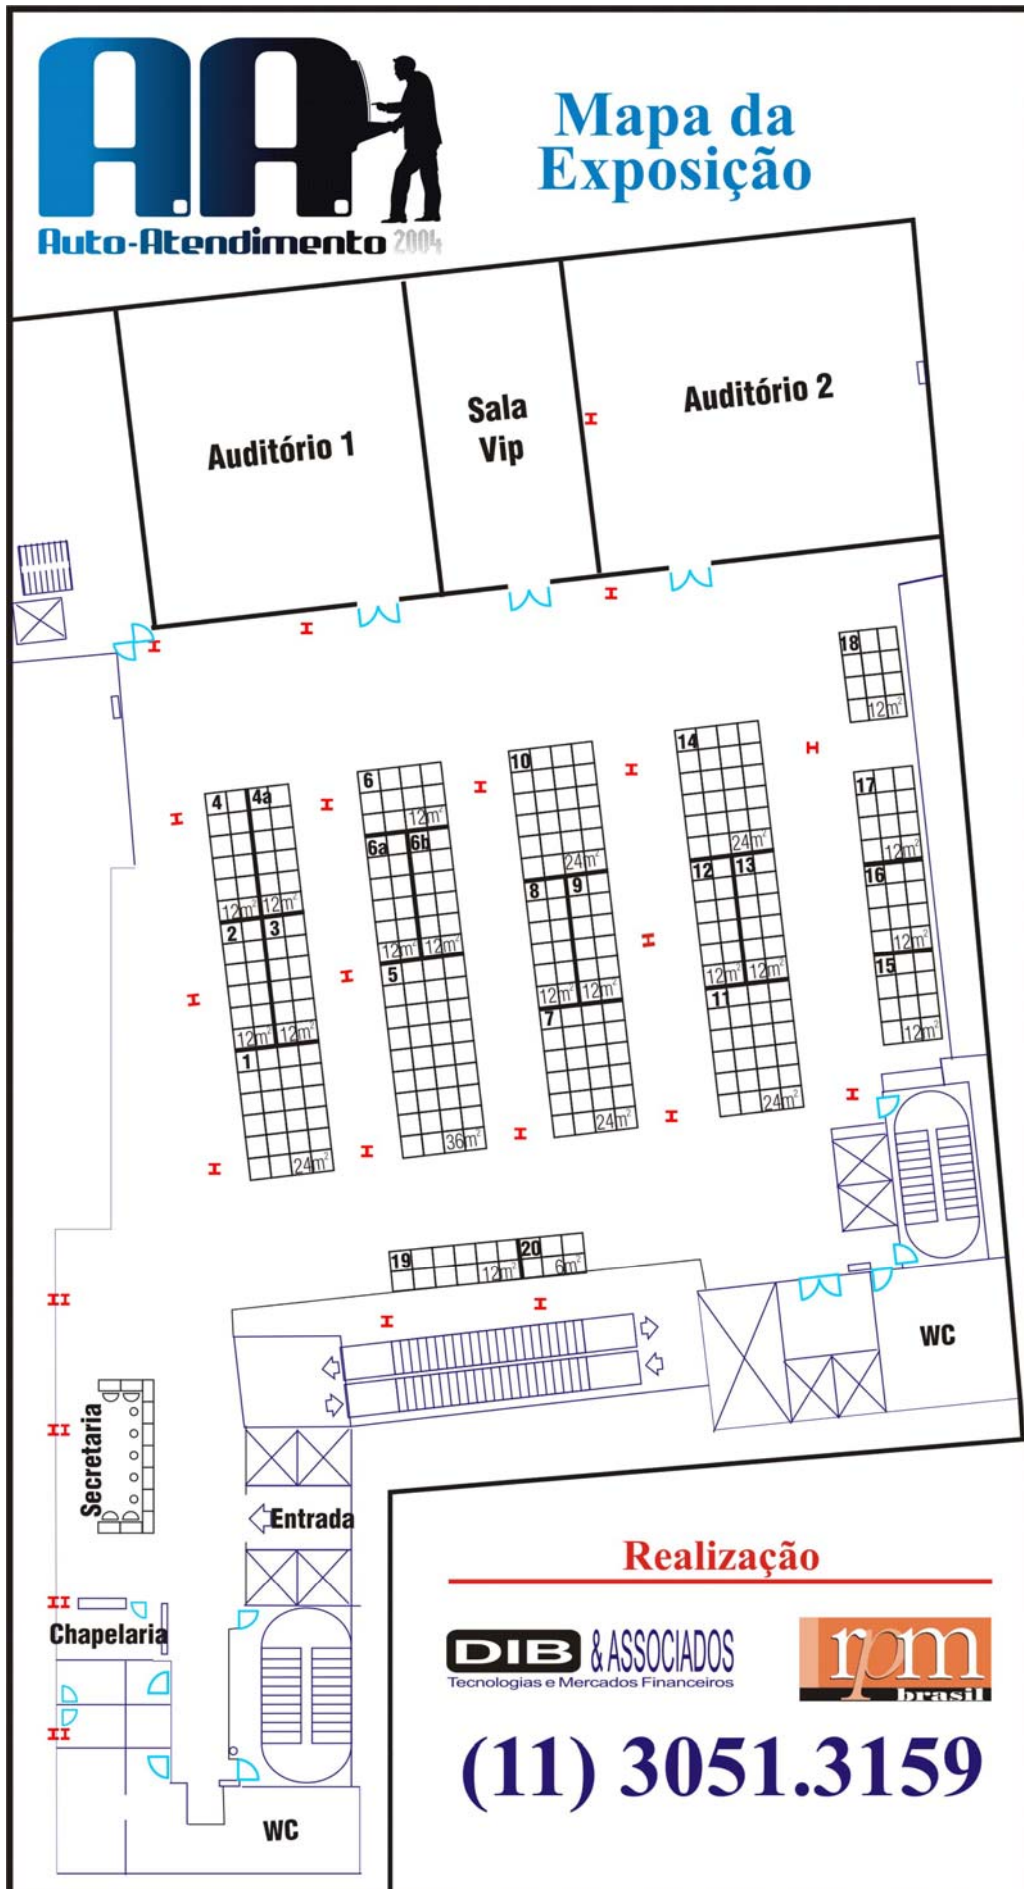 A.A.
Auto-Atendimento 2004
Mapa da
Exposição
Auditório 1
Sala
Vip
Auditório 2
18
12m²
4
4a
12m²
12m²
2
3
12m²
12m²
1
24m²
6
12m²
6a
6b
12m²
12m²
5
36m²
10
24m²
8
9
12m²
12m²
7
24m²
14
24m²
12
13
12m²
12m²
11
24m²
17
12m²
16
12m²
15
12m²
19
12m²
20
6m²
WC
Secretaria
Entrada
Chapelaria
WC
Realização
DIB & ASSOCIADOS
Tecnologias e Mercados Financeiros
rpm
brasil
(11) 3051.3159